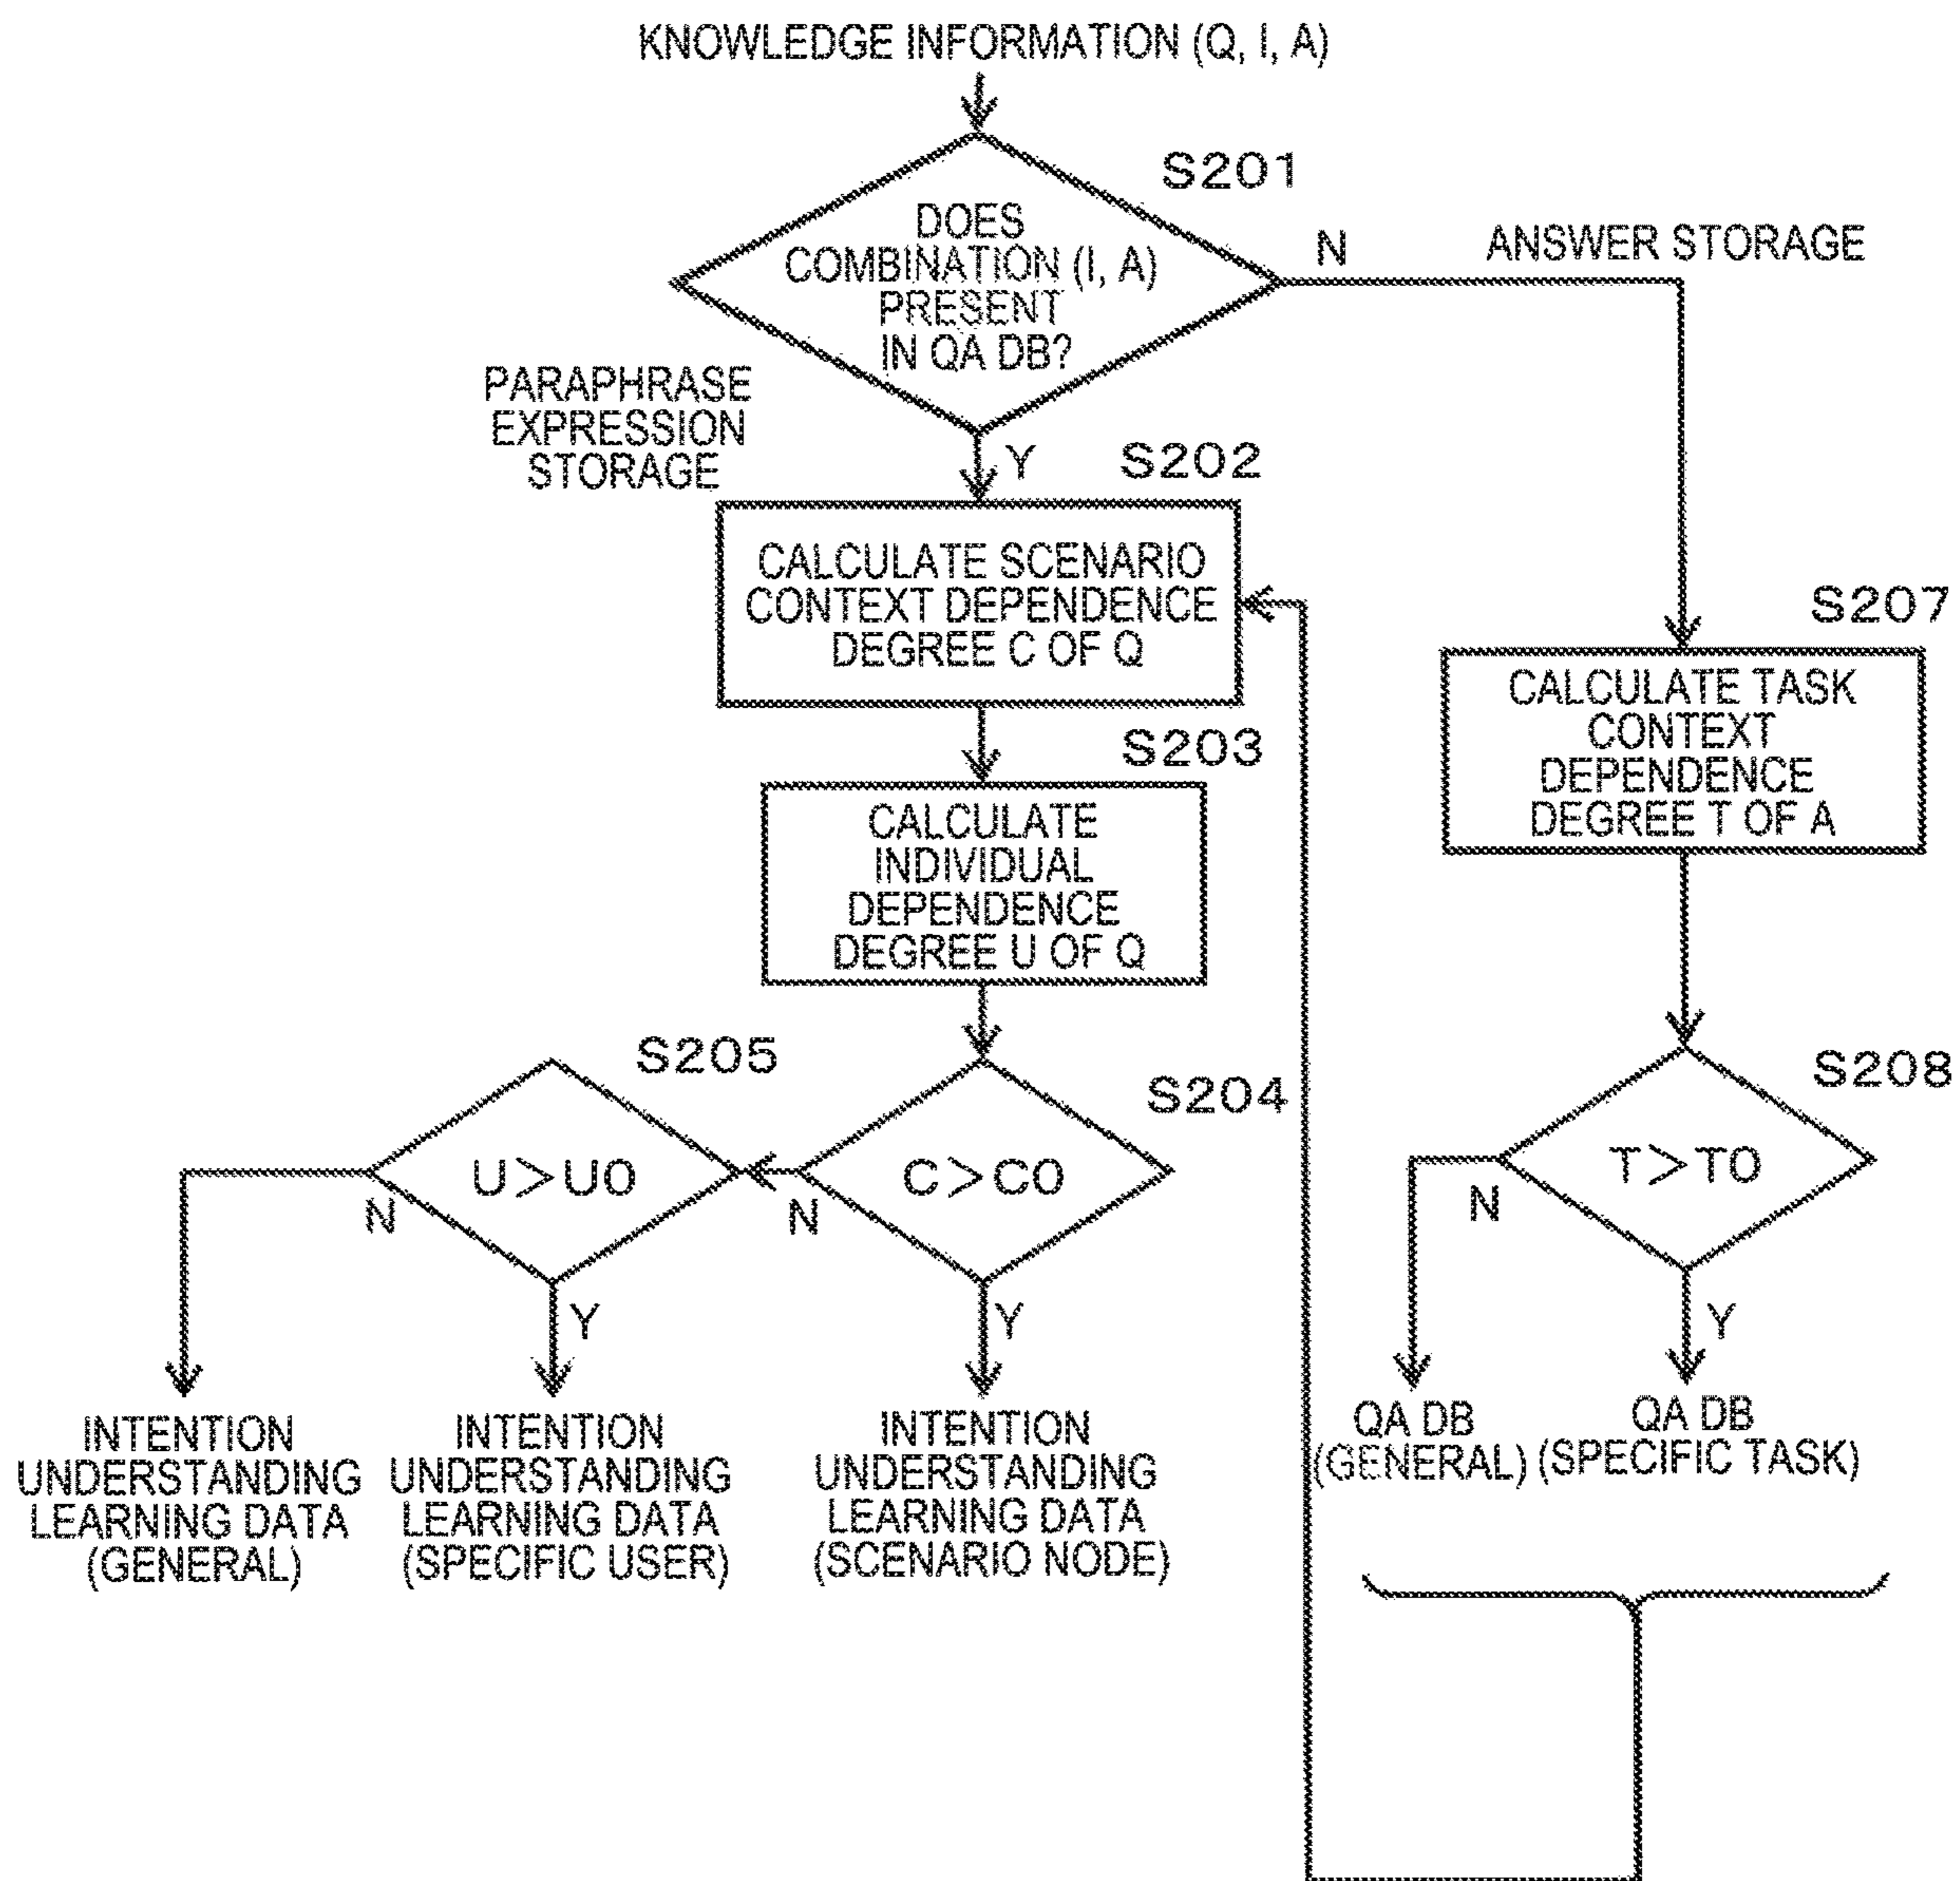 KNOWLEDGE INFORMATION (Q, I, A)
S201
DOES
COMBINATION (I, A)
PRESENT
IN QA DB?
N
ANSWER STORAGE
PARAPHRASE
EXPRESSION
STORAGE
Y
S202
CALCULATE SCENARIO
CONTEXT DEPENDENCE
DEGREE C OF Q
S207
CALCULATE TASK
CONTEXT
DEPENDENCE
DEGREE T OF A
S203
CALCULATE
INDIVIDUAL
DEPENDENCE
DEGREE U OF Q
S205
U>U0
N
Y
S204
C>C0
N
Y
S208
T>T0
N
Y
INTENTION
UNDERSTANDING
LEARNING DATA
(GENERAL)
INTENTION
UNDERSTANDING
LEARNING DATA
(SPECIFIC USER)
INTENTION
UNDERSTANDING
LEARNING DATA
(SCENARIO NODE)
QA DB
(GENERAL)
QA DB
(SPECIFIC TASK)